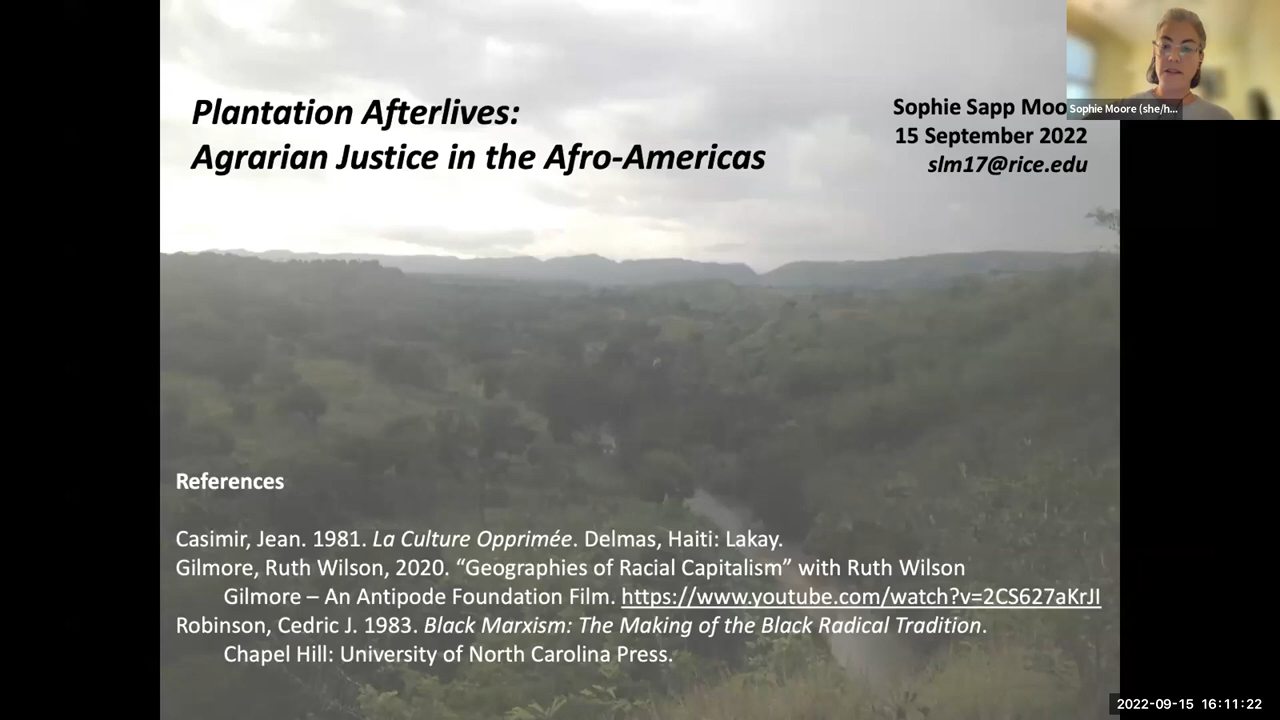 Plantation Afterlives:
Agrarian Justice in the Afro-Americas
Sophie Sapp
15 September 2022
slm17@rice.edu
Sophie Moore (she/h...
References
Casimir, Jean. 1981. La Culture Opprimée. Delmas, Haiti: Lakay.
Gilmore, Ruth Wilson, 2020. “Geographies of Racial Capitalism” with Ruth Wilson
Gilmore – An Antipode Foundation Film. https://www.youtube.com/watch?v=2CS627aKrJI
Robinson, Cedric J. 1983. Black Marxism: The Making of the Black Radical Tradition.
Chapel Hill: University of North Carolina Press.
2022-09-15 16:11:22